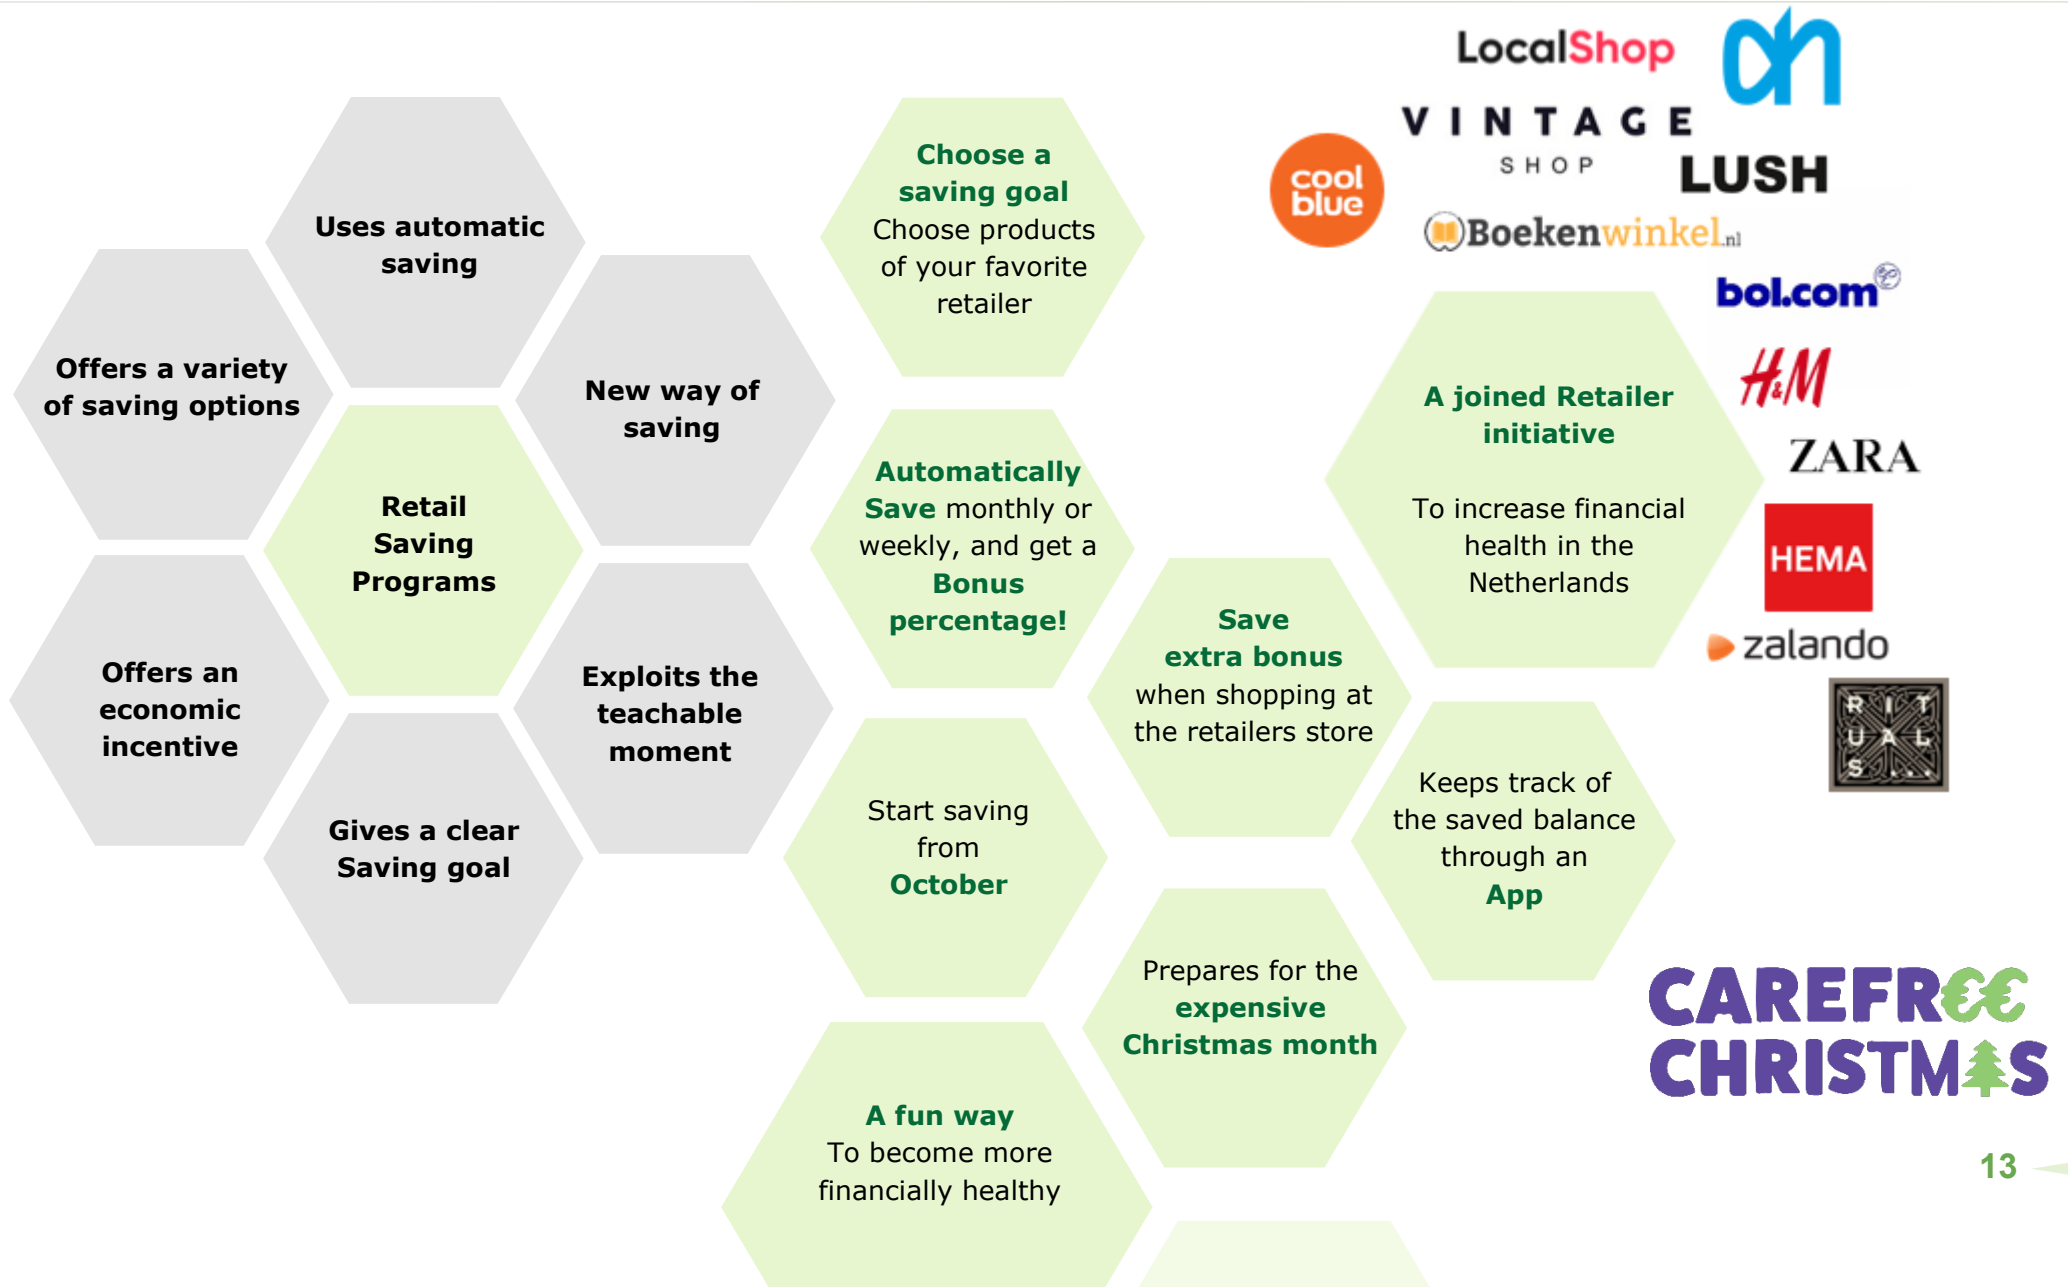 Uses automatic
saving
Offers a variety
of saving options
New way of
saving
Retail
Saving
Programs
Offers an
economic
incentive
Exploits the
teachable
moment
Gives a clear
Saving goal
Choose a
saving goal
Choose products
of your favorite
retailer
Automatically
Save monthly or
weekly, and get a
Bonus
percentage!
Save
extra bonus
when shopping at
the retailers store
Start saving
from
October
Prepares for the
expensive
Christmas month
A fun way
To become more
financially healthy
A joined Retailer
initiative
To increase financial
health in the
Netherlands
Keeps track of
the saved balance
through an
App
LocalShop
ah
VINTAGE
SHOP
cool
blue
LUSH
Boekenwinkel.nl
bol.com
H&M
ZARA
HEMA
zalando
RIT
UAL
S...
CAREFR€€
CHRISTMAS
13